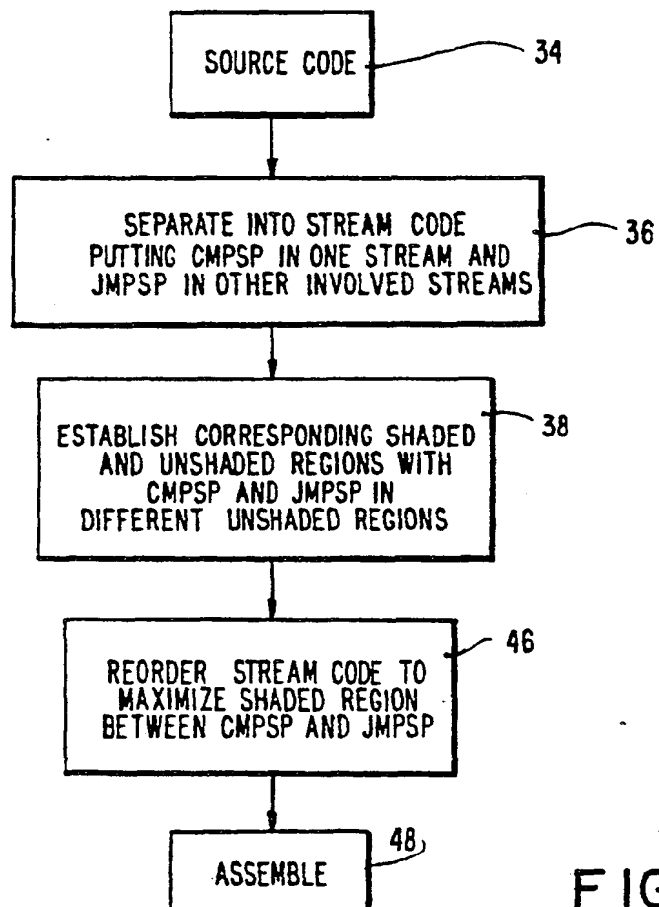 SOURCE CODE
34
SEPARATE INTO STREAM CODE
PUTTING CMPSP IN ONE STREAM AND
JMPSP IN OTHER INVOLVED STREAMS
36
ESTABLISH CORRESPONDING SHADED
AND UNSHADED REGIONS WITH
CMPSP AND JMPSP IN
DIFFERENT UNSHADED REGIONS
38
REORDER STREAM CODE TO
MAXIMIZE SHADED REGION
BETWEEN CMPSP AND JMPSP
46
ASSEMBLE
48
FIG